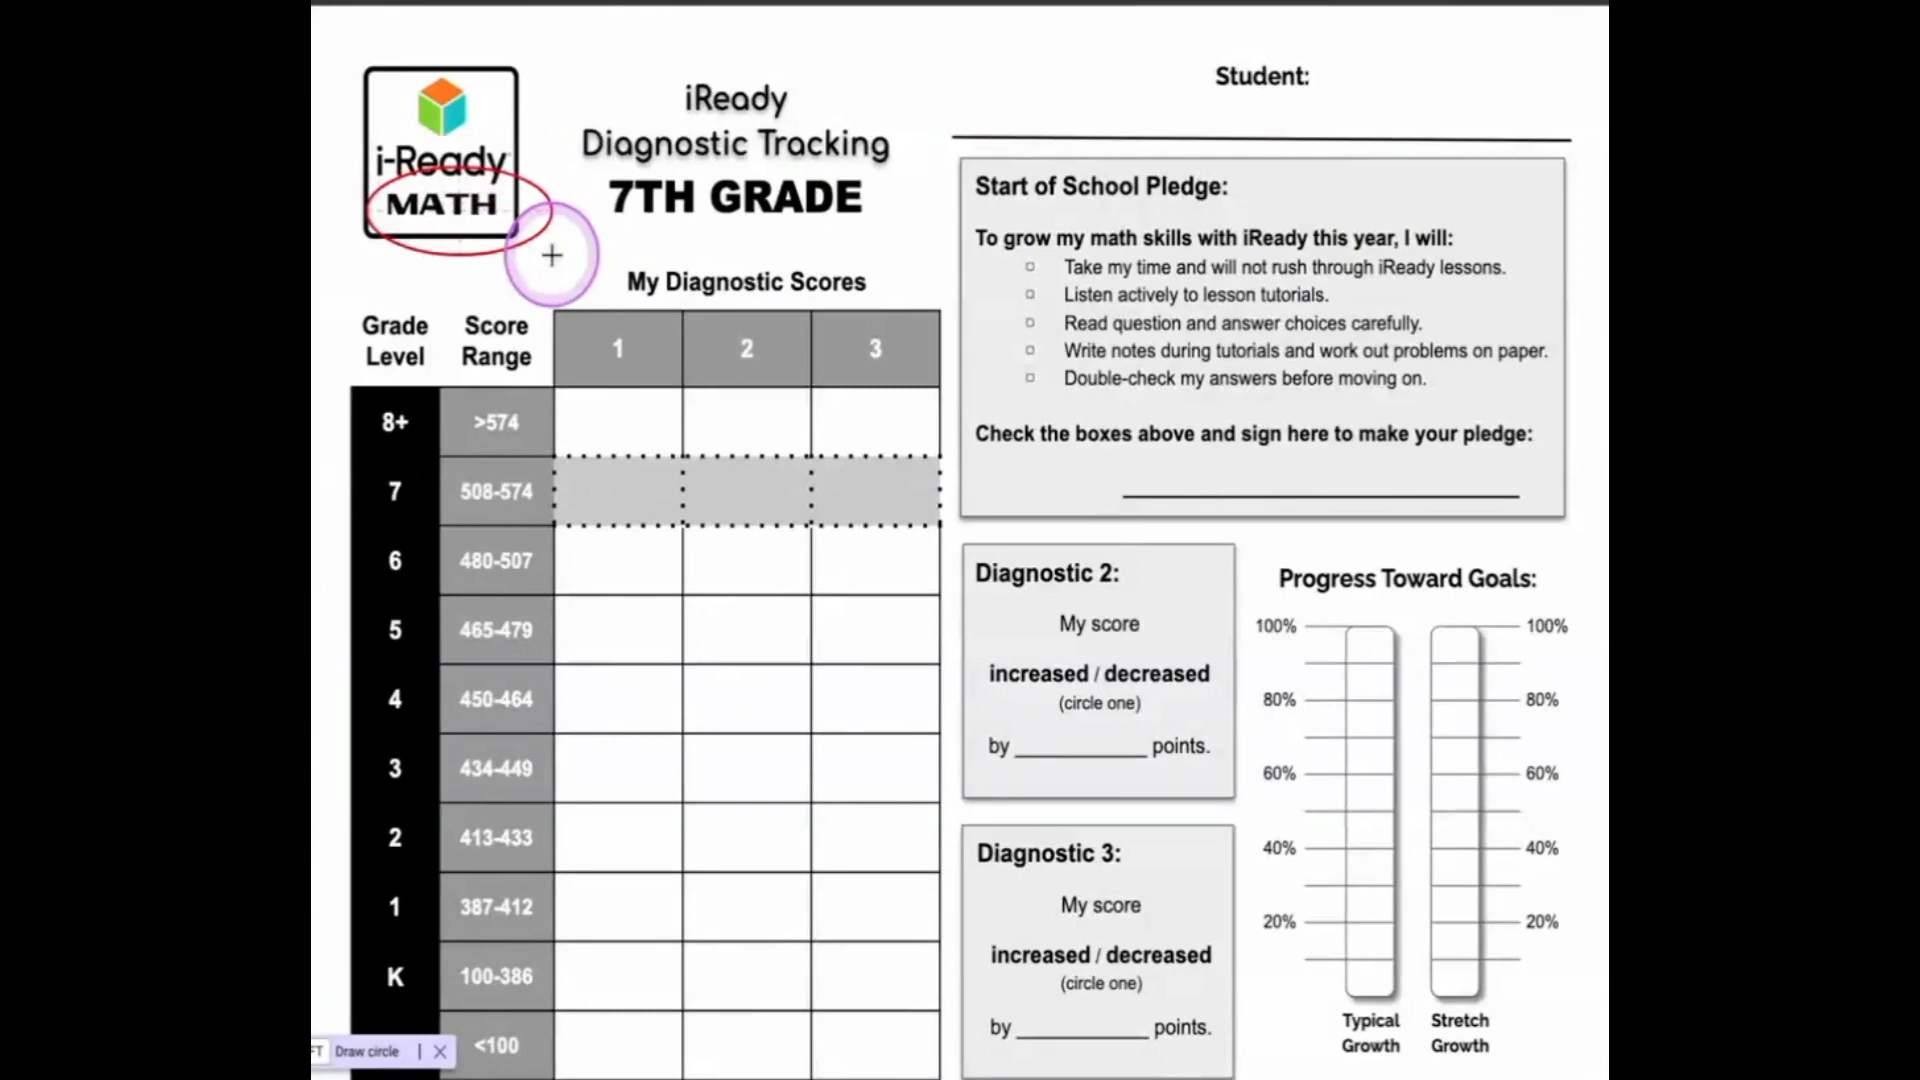 i-Ready
MATH
iReady
Diagnostic Tracking
7TH GRADE
Student:
My Diagnostic Scores
Grade Level
Score Range
1
2
3
8+
>574
7
508-574
6
480-507
5
465-479
4
450-464
3
434-449
2
413-433
1
387-412
K
100-386
<100
Start of School Pledge:
To grow my math skills with iReady this year, I will:
Take my time and will not rush through iReady lessons.
Listen actively to lesson tutorials.
Read question and answer choices carefully.
Write notes during tutorials and work out problems on paper.
Double-check my answers before moving on.
Check the boxes above and sign here to make your pledge:
Diagnostic 2:
My score
increased / decreased
(circle one)
by ____________ points.
Diagnostic 3:
My score
increased / decreased
(circle one)
by ____________ points.
Progress Toward Goals:
100%
100%
80%
80%
60%
60%
40%
40%
20%
20%
Typical Growth
Stretch Growth
FT
Draw circle